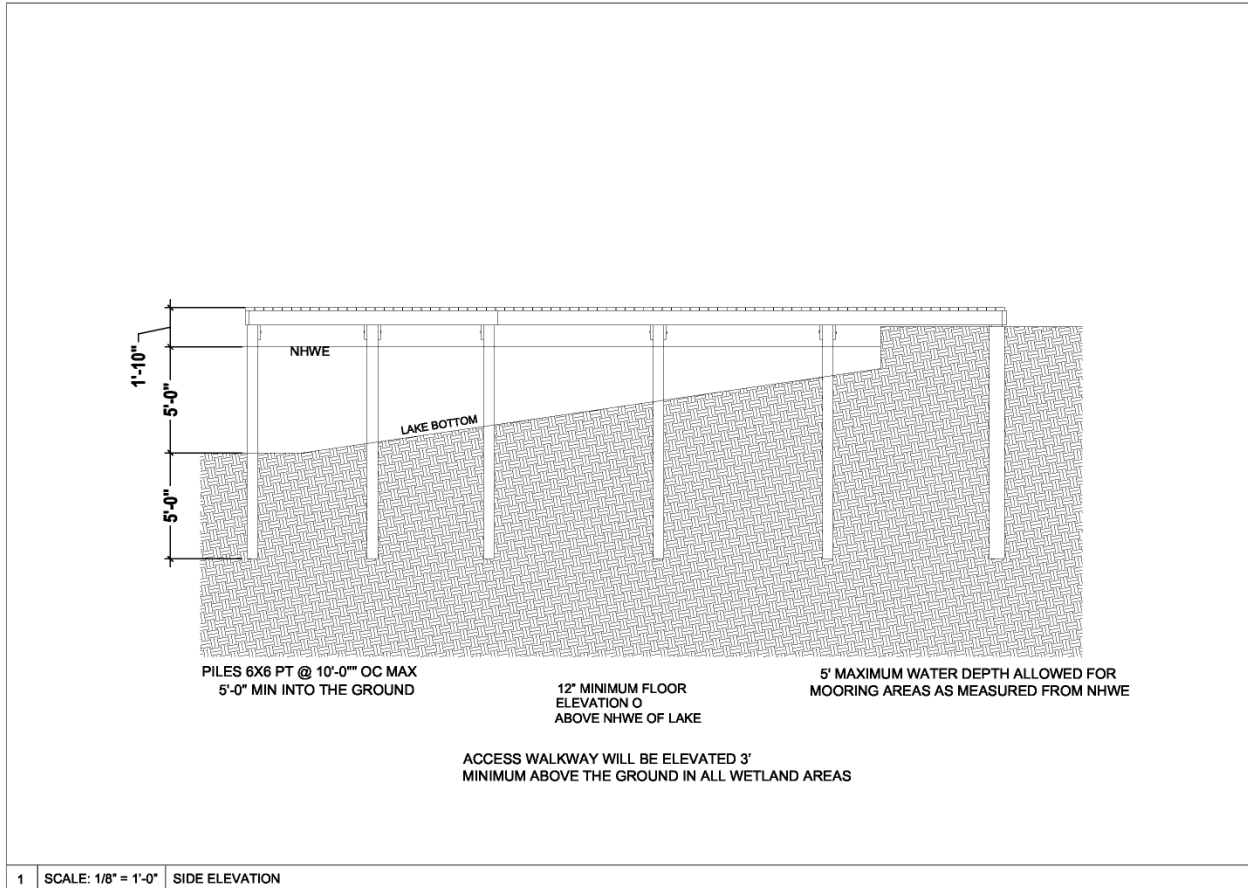 1'-10"
NHWE
5'-0"
LAKE BOTTOM
5'-0"
PILES 6X6 PT @ 10'-0"" OC MAX
5'-0" MIN INTO THE GROUND
12" MINIMUM FLOOR
ELEVATION O
ABOVE NHWE OF LAKE
5' MAXIMUM WATER DEPTH ALLOWED FOR
MOORING AREAS AS MEASURED FROM NHWE
ACCESS WALKWAY WILL BE ELEVATED 3'
MINIMUM ABOVE THE GROUND IN ALL WETLAND AREAS
1 SCALE: 1/8" = 1'-0" SIDE ELEVATION